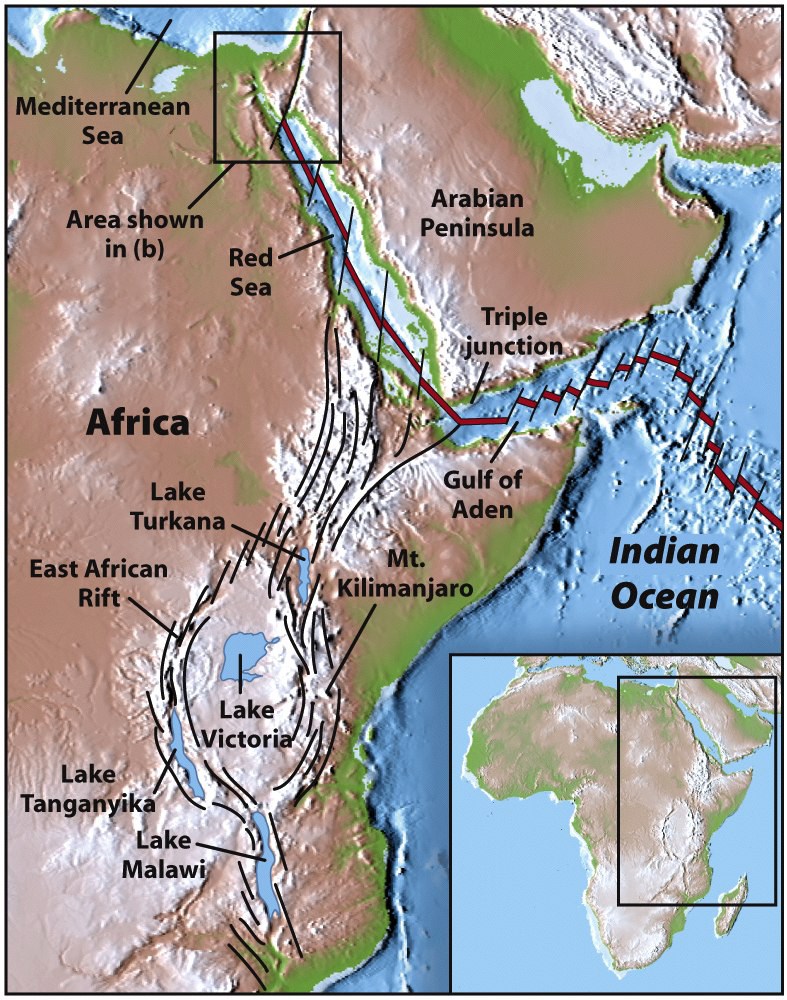 Mediterranean
Sea
Area shown
in (b)
Red
Sea
Arabian
Peninsula
Triple
junction
Africa
Gulf of
Aden
Lake
Turkana
Mt.
Kilimanjaro
East African
Rift
Indian
Ocean
Lake
Victoria
Lake
Tanganyika
Lake
Malawi